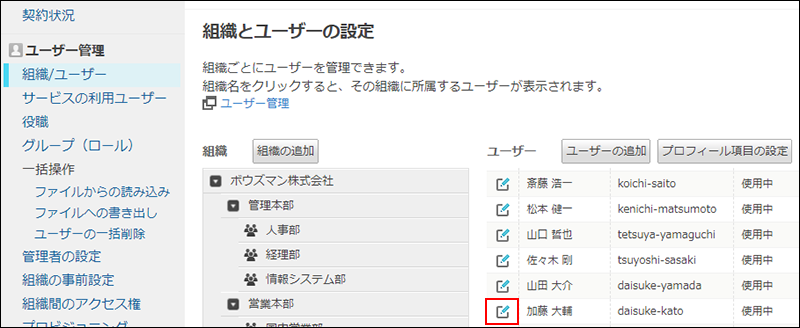 契約状況
ユーザー管理
組織/ユーザー
サービスの利用ユーザー
役職
グループ（ロール）
一括操作
ファイルからの読み込み
ファイルへの書き出し
ユーザーの一括削除
管理者の設定
組織の事前設定
組織間のアクセス権
プロビジョニング
組織とユーザーの設定
組織ごとにユーザーを管理できます。
組織名をクリックすると、その組織に所属するユーザーが表示されます。
ユーザー管理
組織 組織の追加
ボウズマン株式会社
管理本部
人事部
経理部
情報システム部
営業本部
国内営業部
ユーザー ユーザーの追加 プロフィール項目の設定
斎藤 浩一 koichi-saito 使用中
松本 健一 kenichi-matsumoto 使用中
山口 哲也 tetsuya-yamaguchi 使用中
佐々木 剛 tsuyoshi-sasaki 使用中
山田 大介 daisuke-yamada 使用中
加藤 大輔 daisuke-kato 使用中